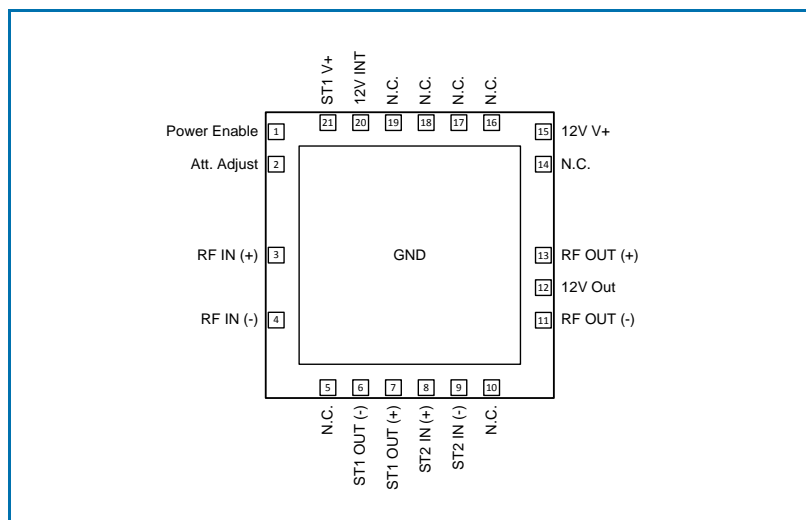 ST1 V+
12V INT
N.C.
N.C.
N.C.
N.C.
21
20
19
18
17
16
Power Enable
1
15
12V V+
Att. Adjust
2
14
N.C.
RF IN (+)
3
GND
13
RF OUT (+)
12
12V Out
RF IN (-)
4
11
RF OUT (-)
5
6
7
8
9
10
N.C.
ST1 OUT (-)
ST1 OUT (+)
ST2 IN (+)
ST2 IN (-)
N.C.